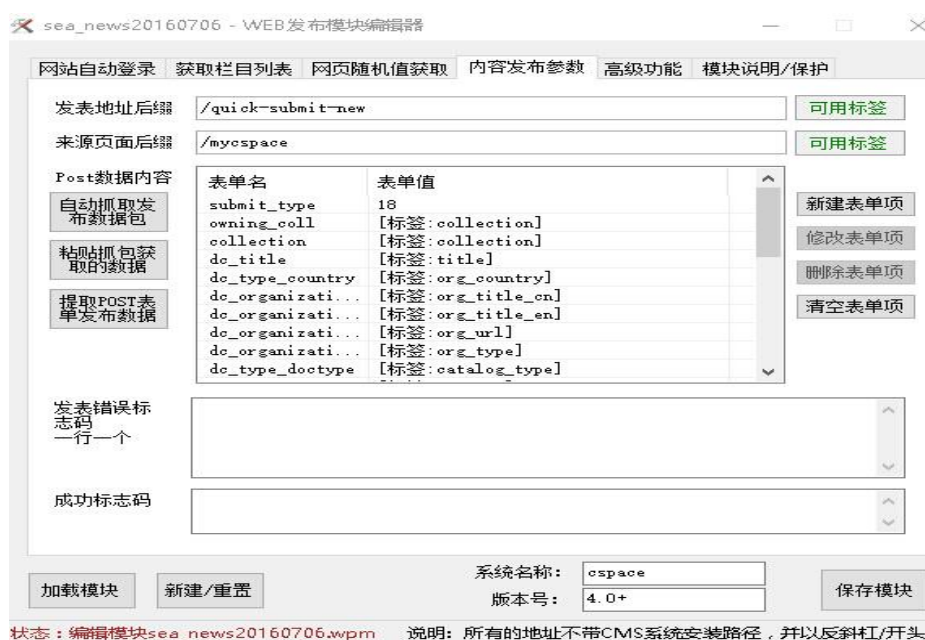 sea_news20160706 - WEB发布模块编辑器
网站自动登录 获取栏目列表 网页随机值获取 内容发布参数 高级功能 模块说明/保护
发表地址后缀 /quick-submit-new 可用标签
来源页面后缀 /mycspace 可用标签
Post数据内容
自动抓取发
布数据包
粘贴抓包获
取的数据
提取POST表
单发布数据
表单名 表单值
submit_type 18
owning_coll [标签:collection]
collection [标签:collection]
dc_title [标签:title]
dc_type_country [标签:org_country]
dc_organizati... [标签:org_title_cn]
dc_organizati... [标签:org_title_en]
dc_organizati... [标签:org_url]
dc_organizati... [标签:org_type]
dc_type_doctype [标签:catalog_type]
新建表单项
修改表单项
删除表单项
清空表单项
发表错误标
志码
一行一个
成功标志码
加载模块 新建/重置 系统名称: cspace
版本号: 4.0+ 保存模块
状态：编辑模块sea_news20160706.wpm 说明: 所有的地址不带CMS系统安装路径，并以反斜杠/开头